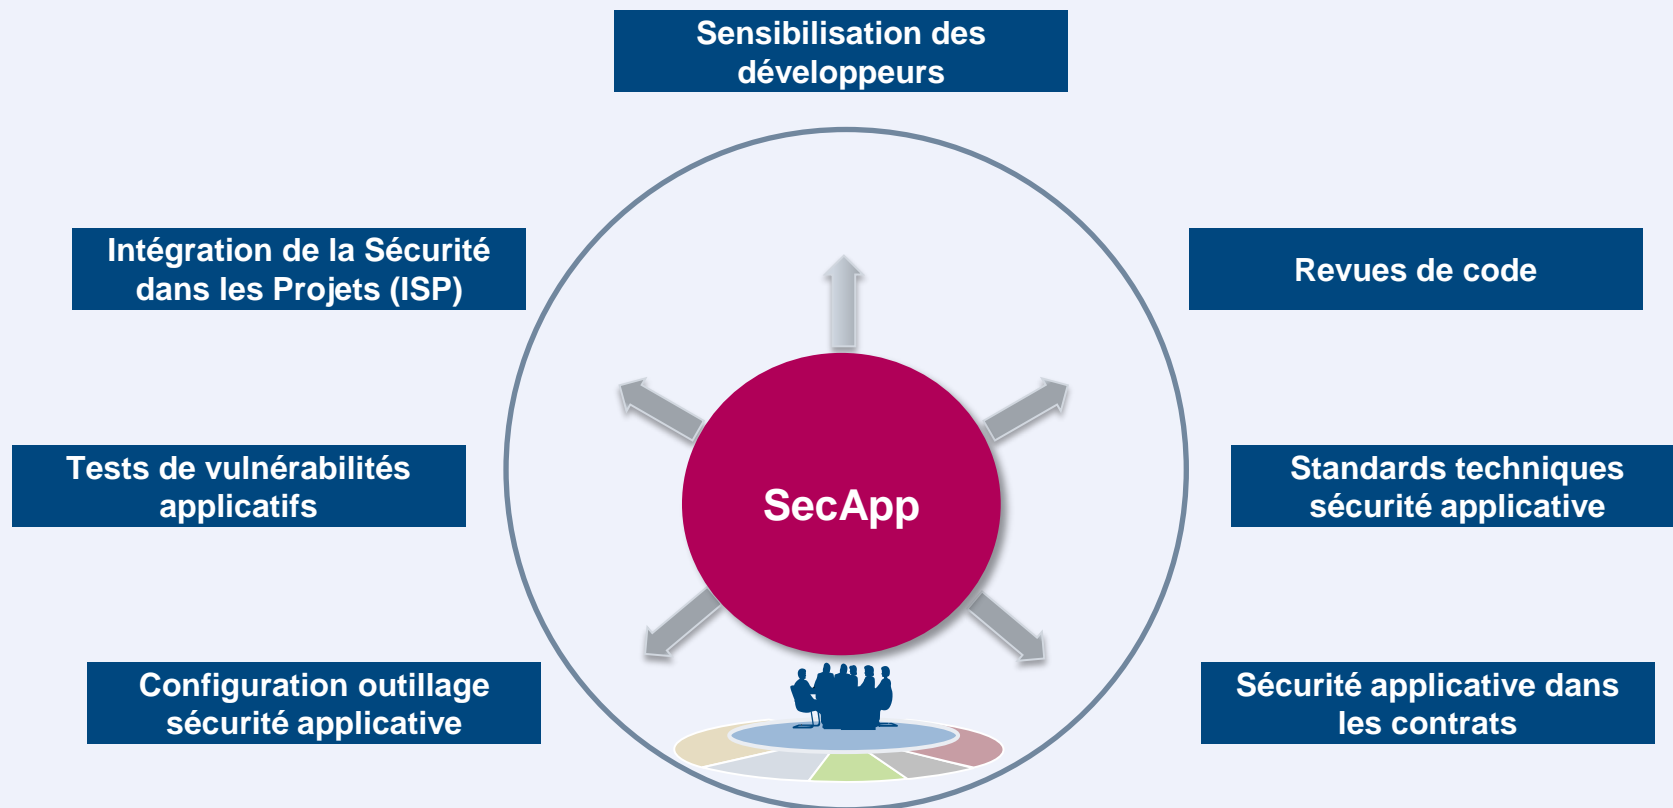 Sensibilisation des
développeurs
Intégration de la Sécurité
dans les Projets (ISP)
Revues de code
Tests de vulnérabilités
applicatifs
SecApp
Standards techniques
sécurité applicative
Configuration outillage
sécurité applicative
Sécurité applicative dans
les contrats